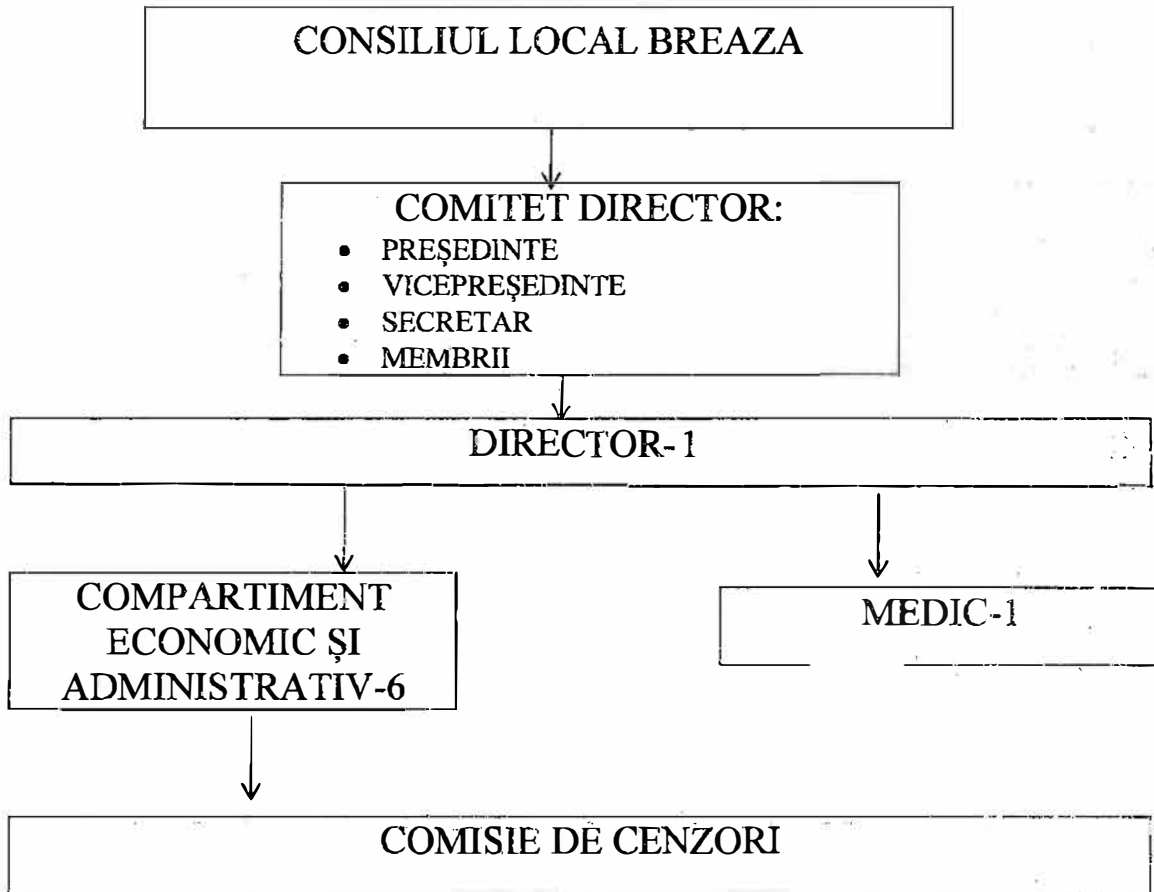 CONSILIUL LOCAL BREAZA
COMITET DIRECTOR:
• PREȘEDINTE
• VICEPREȘEDINTE
• SECRETAR
• MEMBRII
DIRECTOR-1
COMPARTIMENT
ECONOMIC ȘI
ADMINISTRATIV-6
MEDIC-1
COMISIE DE CENZORI